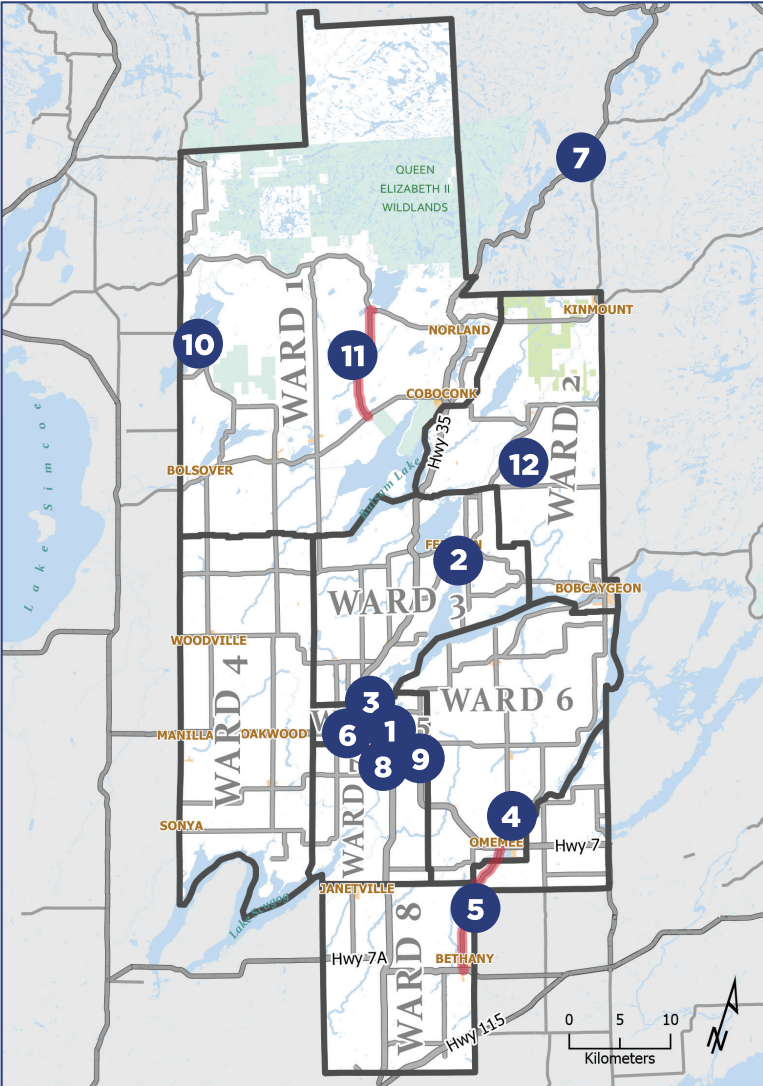 7
QUEEN
ELIZABETH II
WILDLANDS
WARD 1
KINMOUNT
NORLAND
10
11
COBOCONK
WARD 2
Hwy 35
Lake Simcoe
12
BOLSOVER
Lake
2
WARD 3
BOBCAYGEON
WOODVILLE
WARD 4
3
WARD 6
MANILLA
OAKWOOD
6
1
5
8
9
SONYA
4
OMEMEE
Hwy 7
JANETVILLE
5
Lake Scugog
WARD 8
Hwy 7A
BETHANY
Hwy 115
0 5 10
Kilometers
N